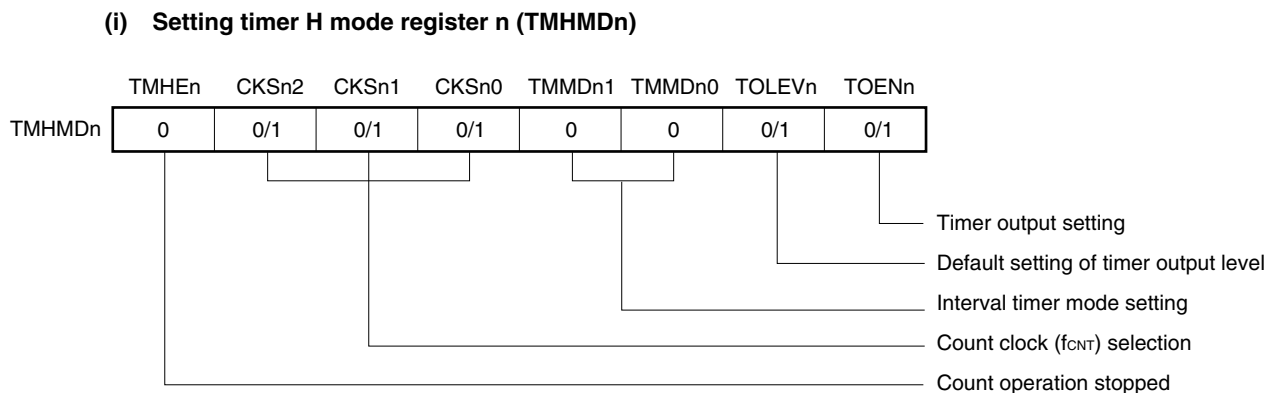 (i) Setting timer H mode register n (TMHMDn)
TMHEn CKSn2 CKSn1 CKSn0 TMMDn1 TMMDn0 TOLEVn TOENn
TMHMDn 0 0/1 0/1 0/1 0 0 0/1 0/1
Timer output setting
Default setting of timer output level
Interval timer mode setting
Count clock (fCNT) selection
Count operation stopped